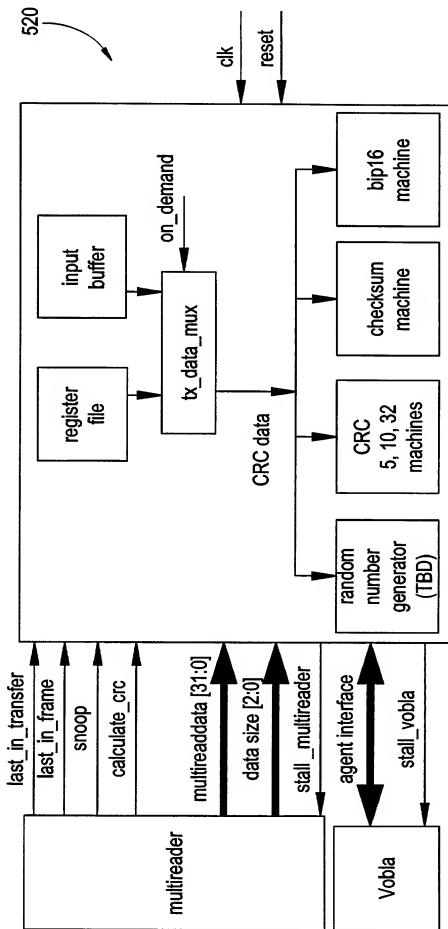 520
clk
reset
last_in_transfer
last_in_frame
snoop
calculate_crc
multireaddata [31:0]
data size [2:0]
stall_multireader
agent interface
stall_vobla
multireader
Vobla
register
file
input
buffer
on_demand
tx_data_mux
CRC data
random
number
generator
(TBD)
CRC
5, 10, 32
machines
checksum
machine
bip16
machine